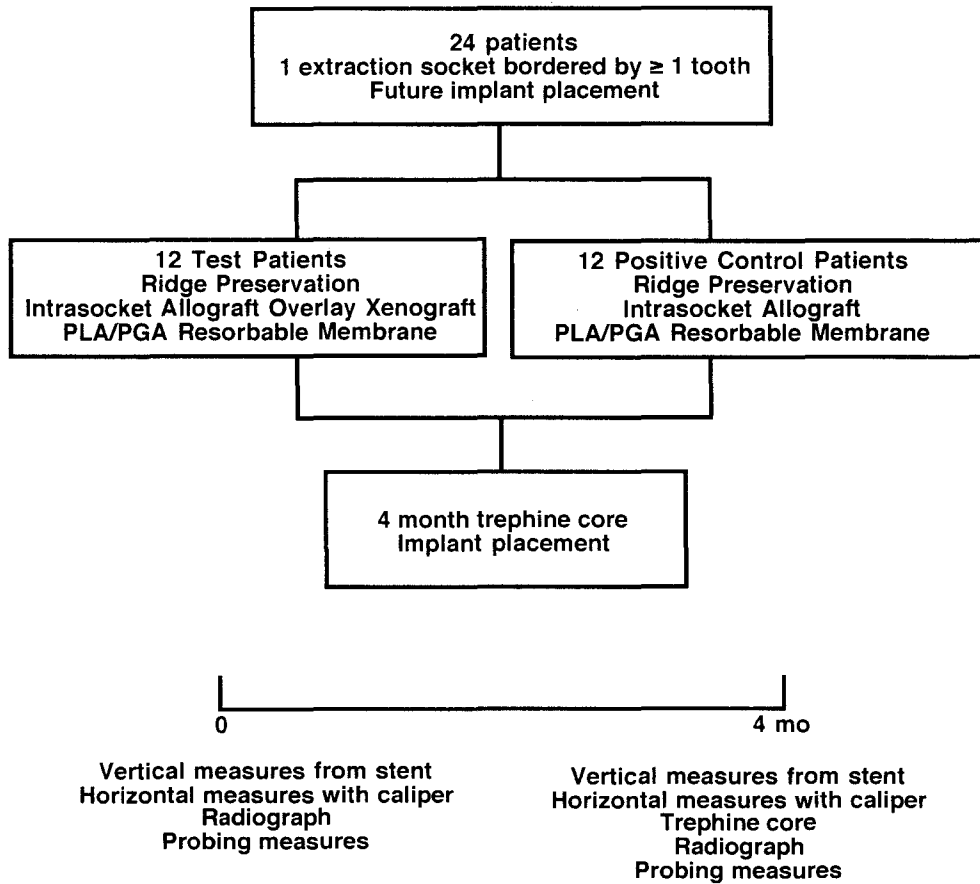 24 patients
1 extraction socket bordered by ≥ 1 tooth
Future implant placement
12 Test Patients
Ridge Preservation
Intrasocket Allograft Overlay Xenograft
PLA/PGA Resorbable Membrane
12 Positive Control Patients
Ridge Preservation
Intrasocket Allograft
PLA/PGA Resorbable Membrane
4 month trephine core
Implant placement
0
4 mo
Vertical measures from stent
Horizontal measures with caliper
Radiograph
Probing measures
Vertical measures from stent
Horizontal measures with caliper
Trephine core
Radiograph
Probing measures